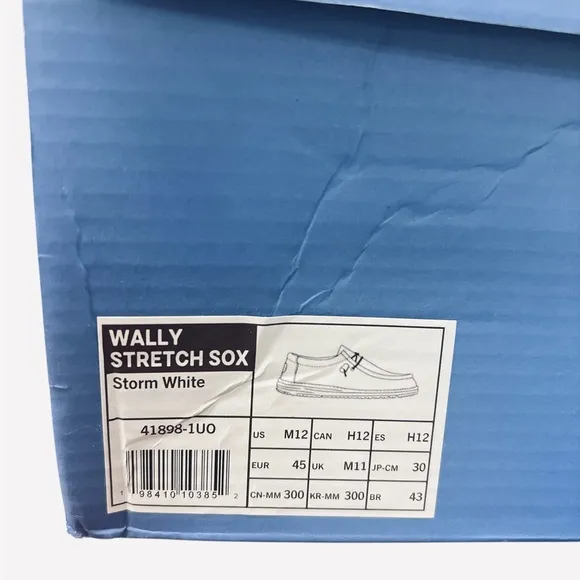 WALLY
STRETCH SOX
Storm White
41898-1UO
US M12 CAN H12 ES H12
EUR 45 UK M11 JP-CM 30
CN-MM 300 KR-MM 300 BR 43
1 98410 10385 2